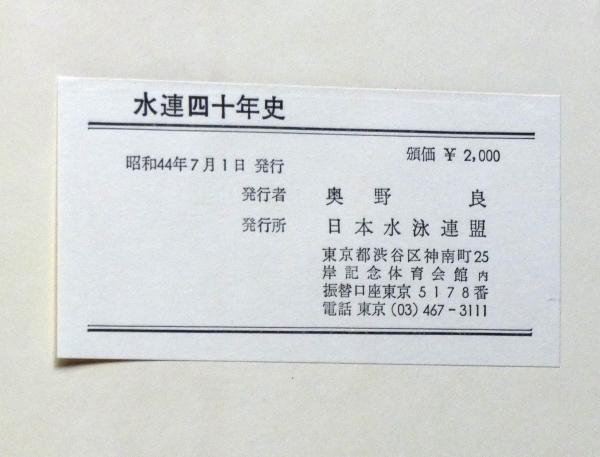 水連四十年史
頒価 ¥ 2,000
昭和44年7月1日 発行
発行者 奥野 良
発行所 日本水泳連盟
東京都渋谷区神南町25
岸記念体育会館内
振替口座東京 5178番
電話 東京 (03) 467-3111